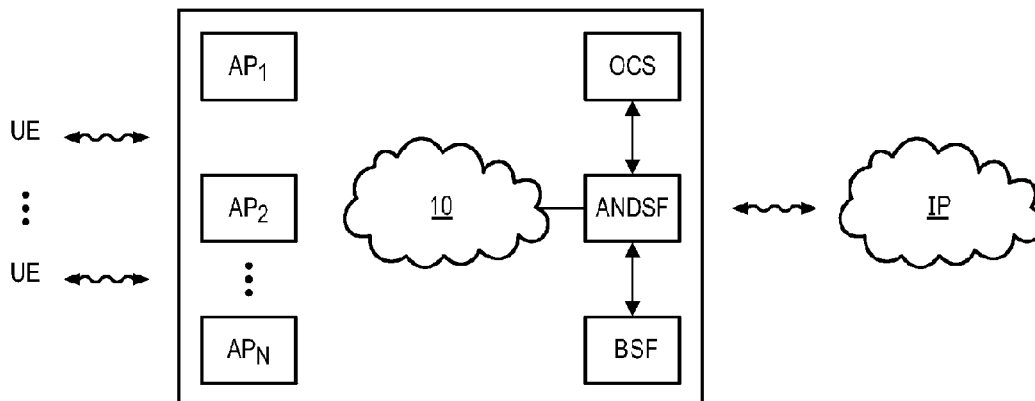 AP1
OCS
UE
AP2
10
ANDSF
IP
UE
APN
BSF